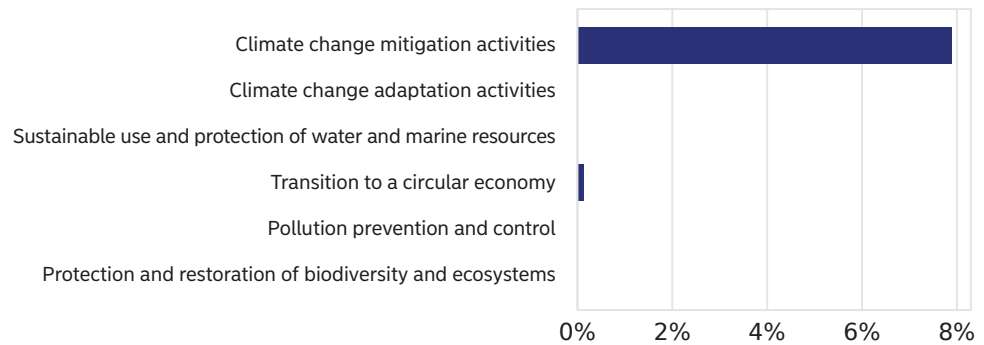 Climate change mitigation activities
Climate change adaptation activities
Sustainable use and protection of water and marine resources
Transition to a circular economy
Pollution prevention and control
Protection and restoration of biodiversity and ecosystems
0% 2% 4% 6% 8%